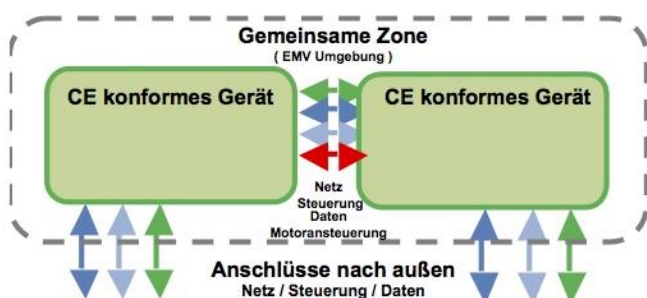 Gemeinsame Zone
( EMV Umgebung )
CE konformes Gerät
CE konformes Gerät
Netz
Steuerung
Daten
Motoransteuerung
Anschlüsse nach außen
Netz / Steuerung / Daten